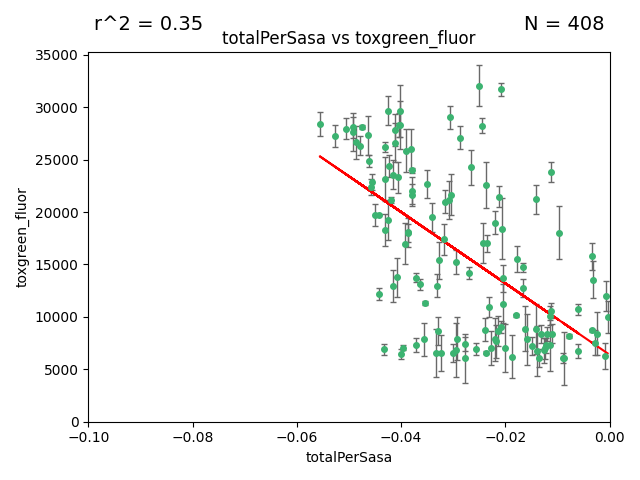 r^2 = 0.35 N = 408
totalPerSasa vs toxgreen_fluor
35000
30000
25000
20000
15000
10000
5000
0
toxgreen_fluor
−0.10 −0.08 −0.06 −0.04 −0.02 0.00
totalPerSasa